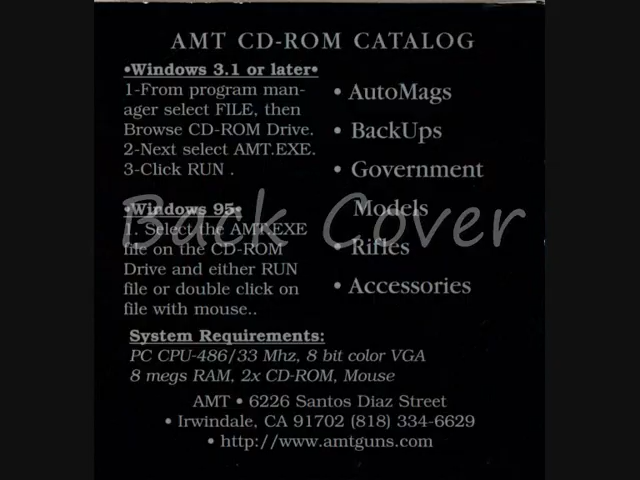 AMT CD-ROM CATALOG
•Windows 3.1 or later•
1-From program man-
ager select FILE, then
Browse CD-ROM Drive.
2-Next select AMT.EXE.
3-Click RUN .
•Windows 95•
1. Select the AMT.EXE
file on the CD-ROM
Drive and either RUN
file or double click on
file with mouse..
• AutoMags
• BackUps
• Government
Models
• Rifles
• Accessories
Back Cover
System Requirements:
PC CPU-486/33 Mhz, 8 bit color VGA
8 megs RAM, 2x CD-ROM, Mouse
AMT • 6226 Santos Diaz Street
• Irwindale, CA 91702 (818) 334-6629
• http://www.amtguns.com